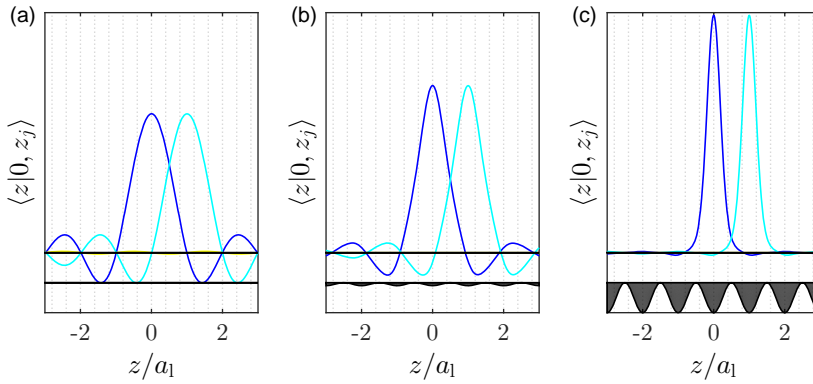 (a) (b) (c)
⟨z|0, z_j⟩ ⟨z|0, z_j⟩ ⟨z|0, z_j⟩
-2 0 2 -2 0 2 -2 0 2
z/a_l z/a_l z/a_l